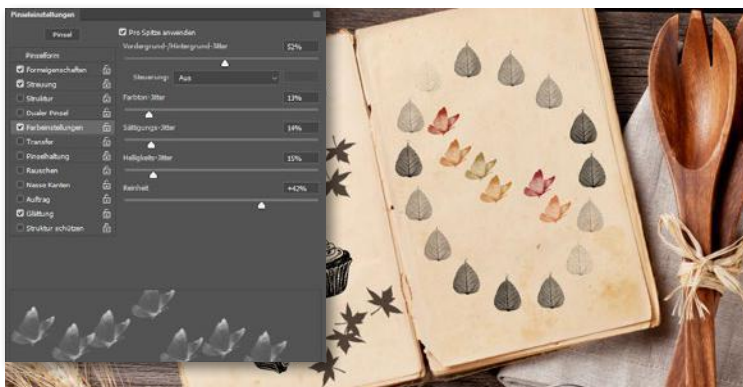 Pinseleinstellungen
Pinsel
Pinselform
Formeigenschaften
Streuung
Struktur
Dualer Pinsel
Farbeinstellungen
Transfer
Pinselhaltung
Rauschen
Nasse Kanten
Auftrag
Glättung
Struktur schützen
Pro Spitze anwenden
Vordergrund-/Hintergrund-Jitter 52%
Steuerung: Aus
Farbton-Jitter 13%
Sättigungs-Jitter 14%
Helligkeits-Jitter 15%
Reinheit +42%